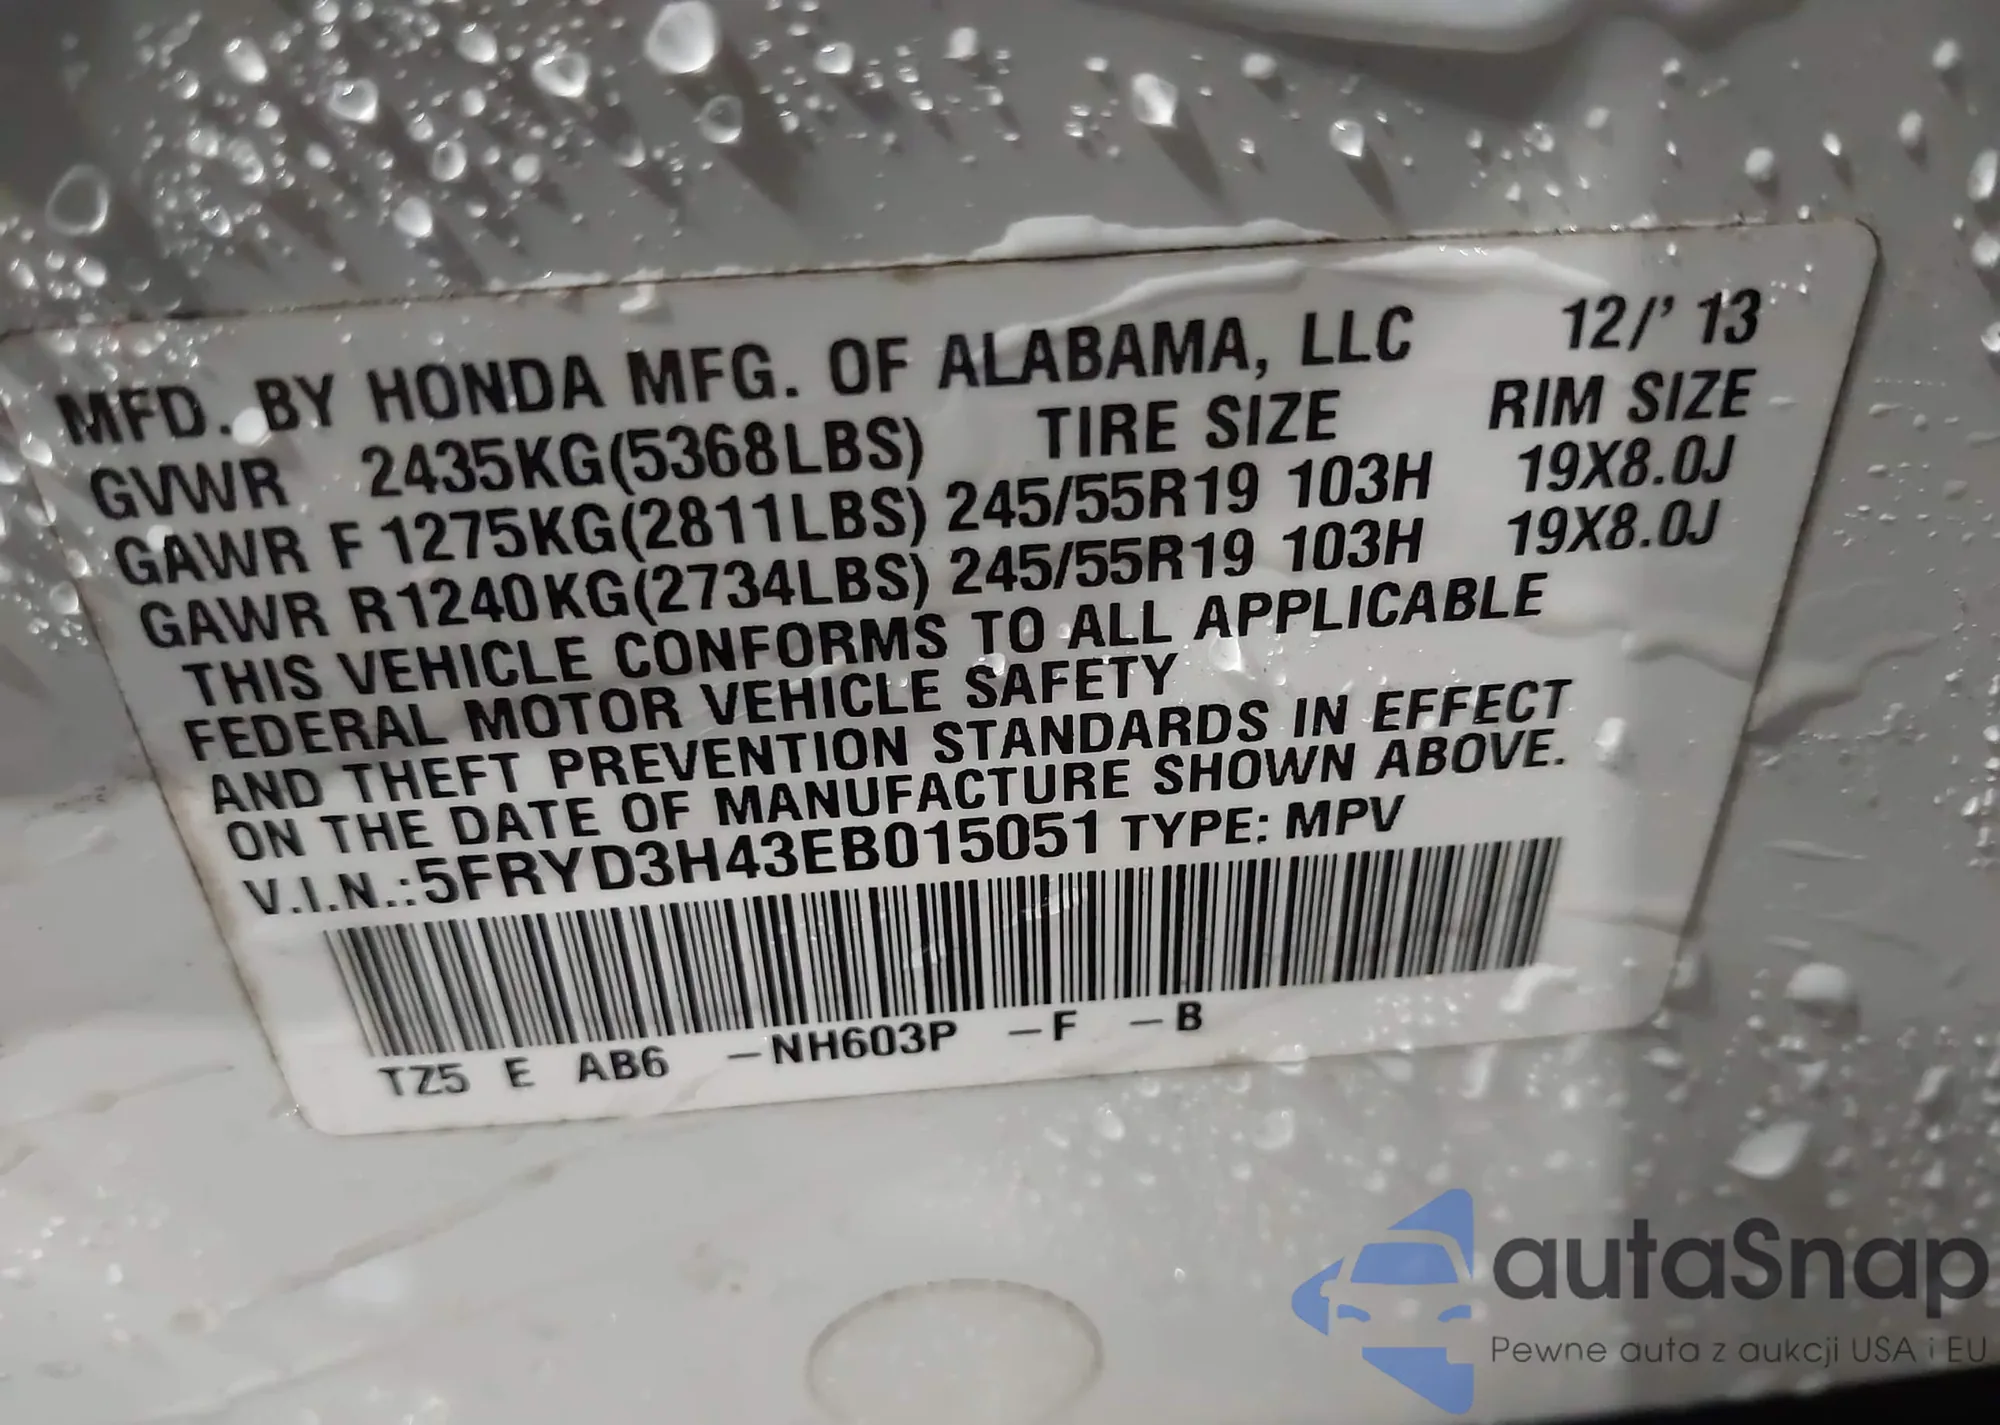 MFD. BY HONDA MFG. OF ALABAMA, LLC 12/' 13
GVWR 2435KG(5368LBS) TIRE SIZE RIM SIZE
GAWR F 1275KG(2811LBS) 245/55R19 103H 19X8.0J
GAWR R1240KG(2734LBS) 245/55R19 103H 19X8.0J
THIS VEHICLE CONFORMS TO ALL APPLICABLE
FEDERAL MOTOR VEHICLE SAFETY
AND THEFT PREVENTION STANDARDS IN EFFECT
ON THE DATE OF MANUFACTURE SHOWN ABOVE.
V.I.N.:5FRYD3H43EB015051 TYPE: MPV
TZ5 E AB6 –NH603P –F –B
autaSnap
Pewne auta z aukcji USA i EU